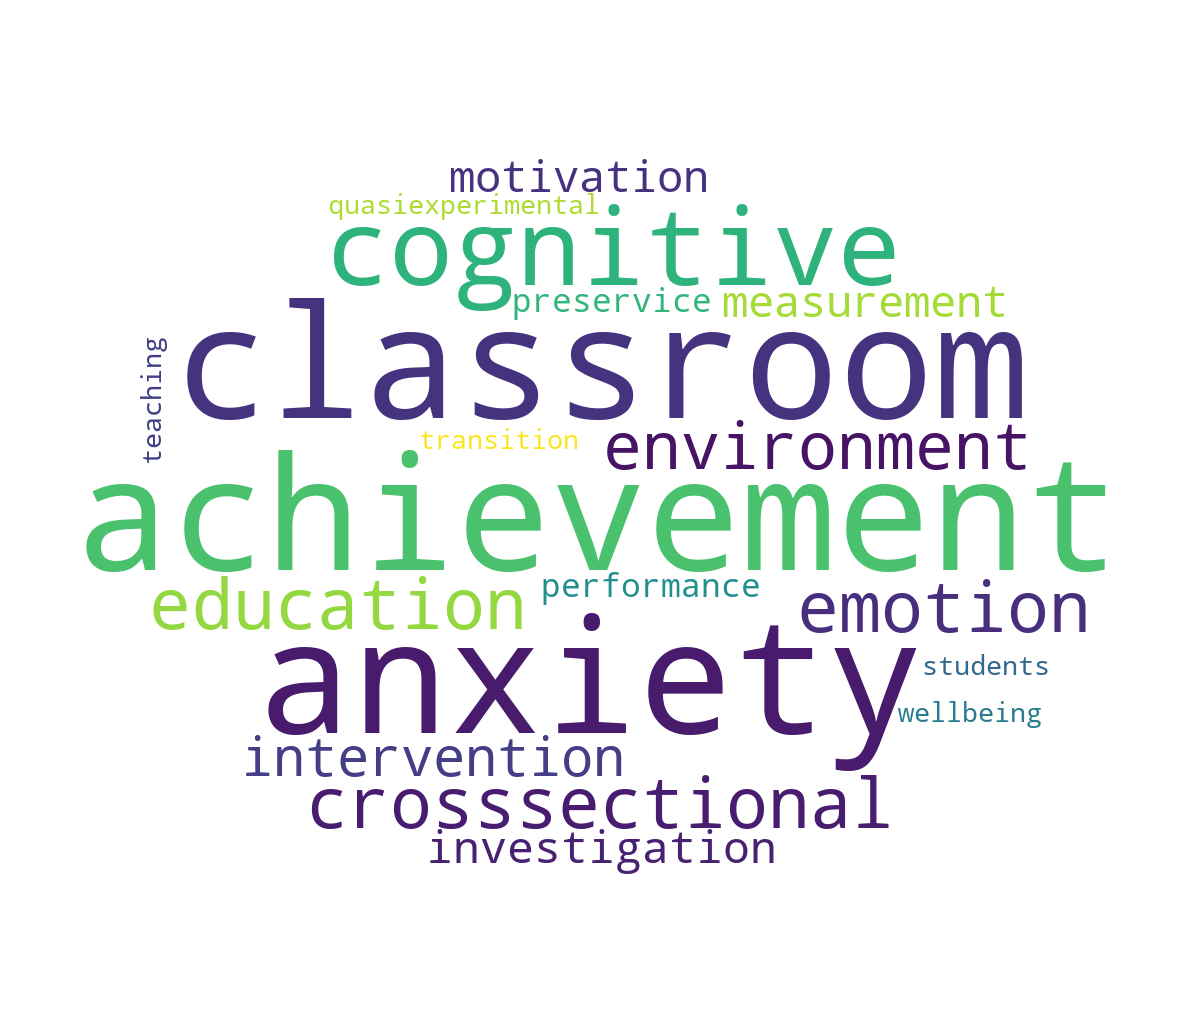 motivation
quasiexperimental
cognitive
preservice measurement
classroom
teaching
transition environment
achievement
education performance emotion
anxiety
students
wellbeing
intervention
crosssectional
investigation